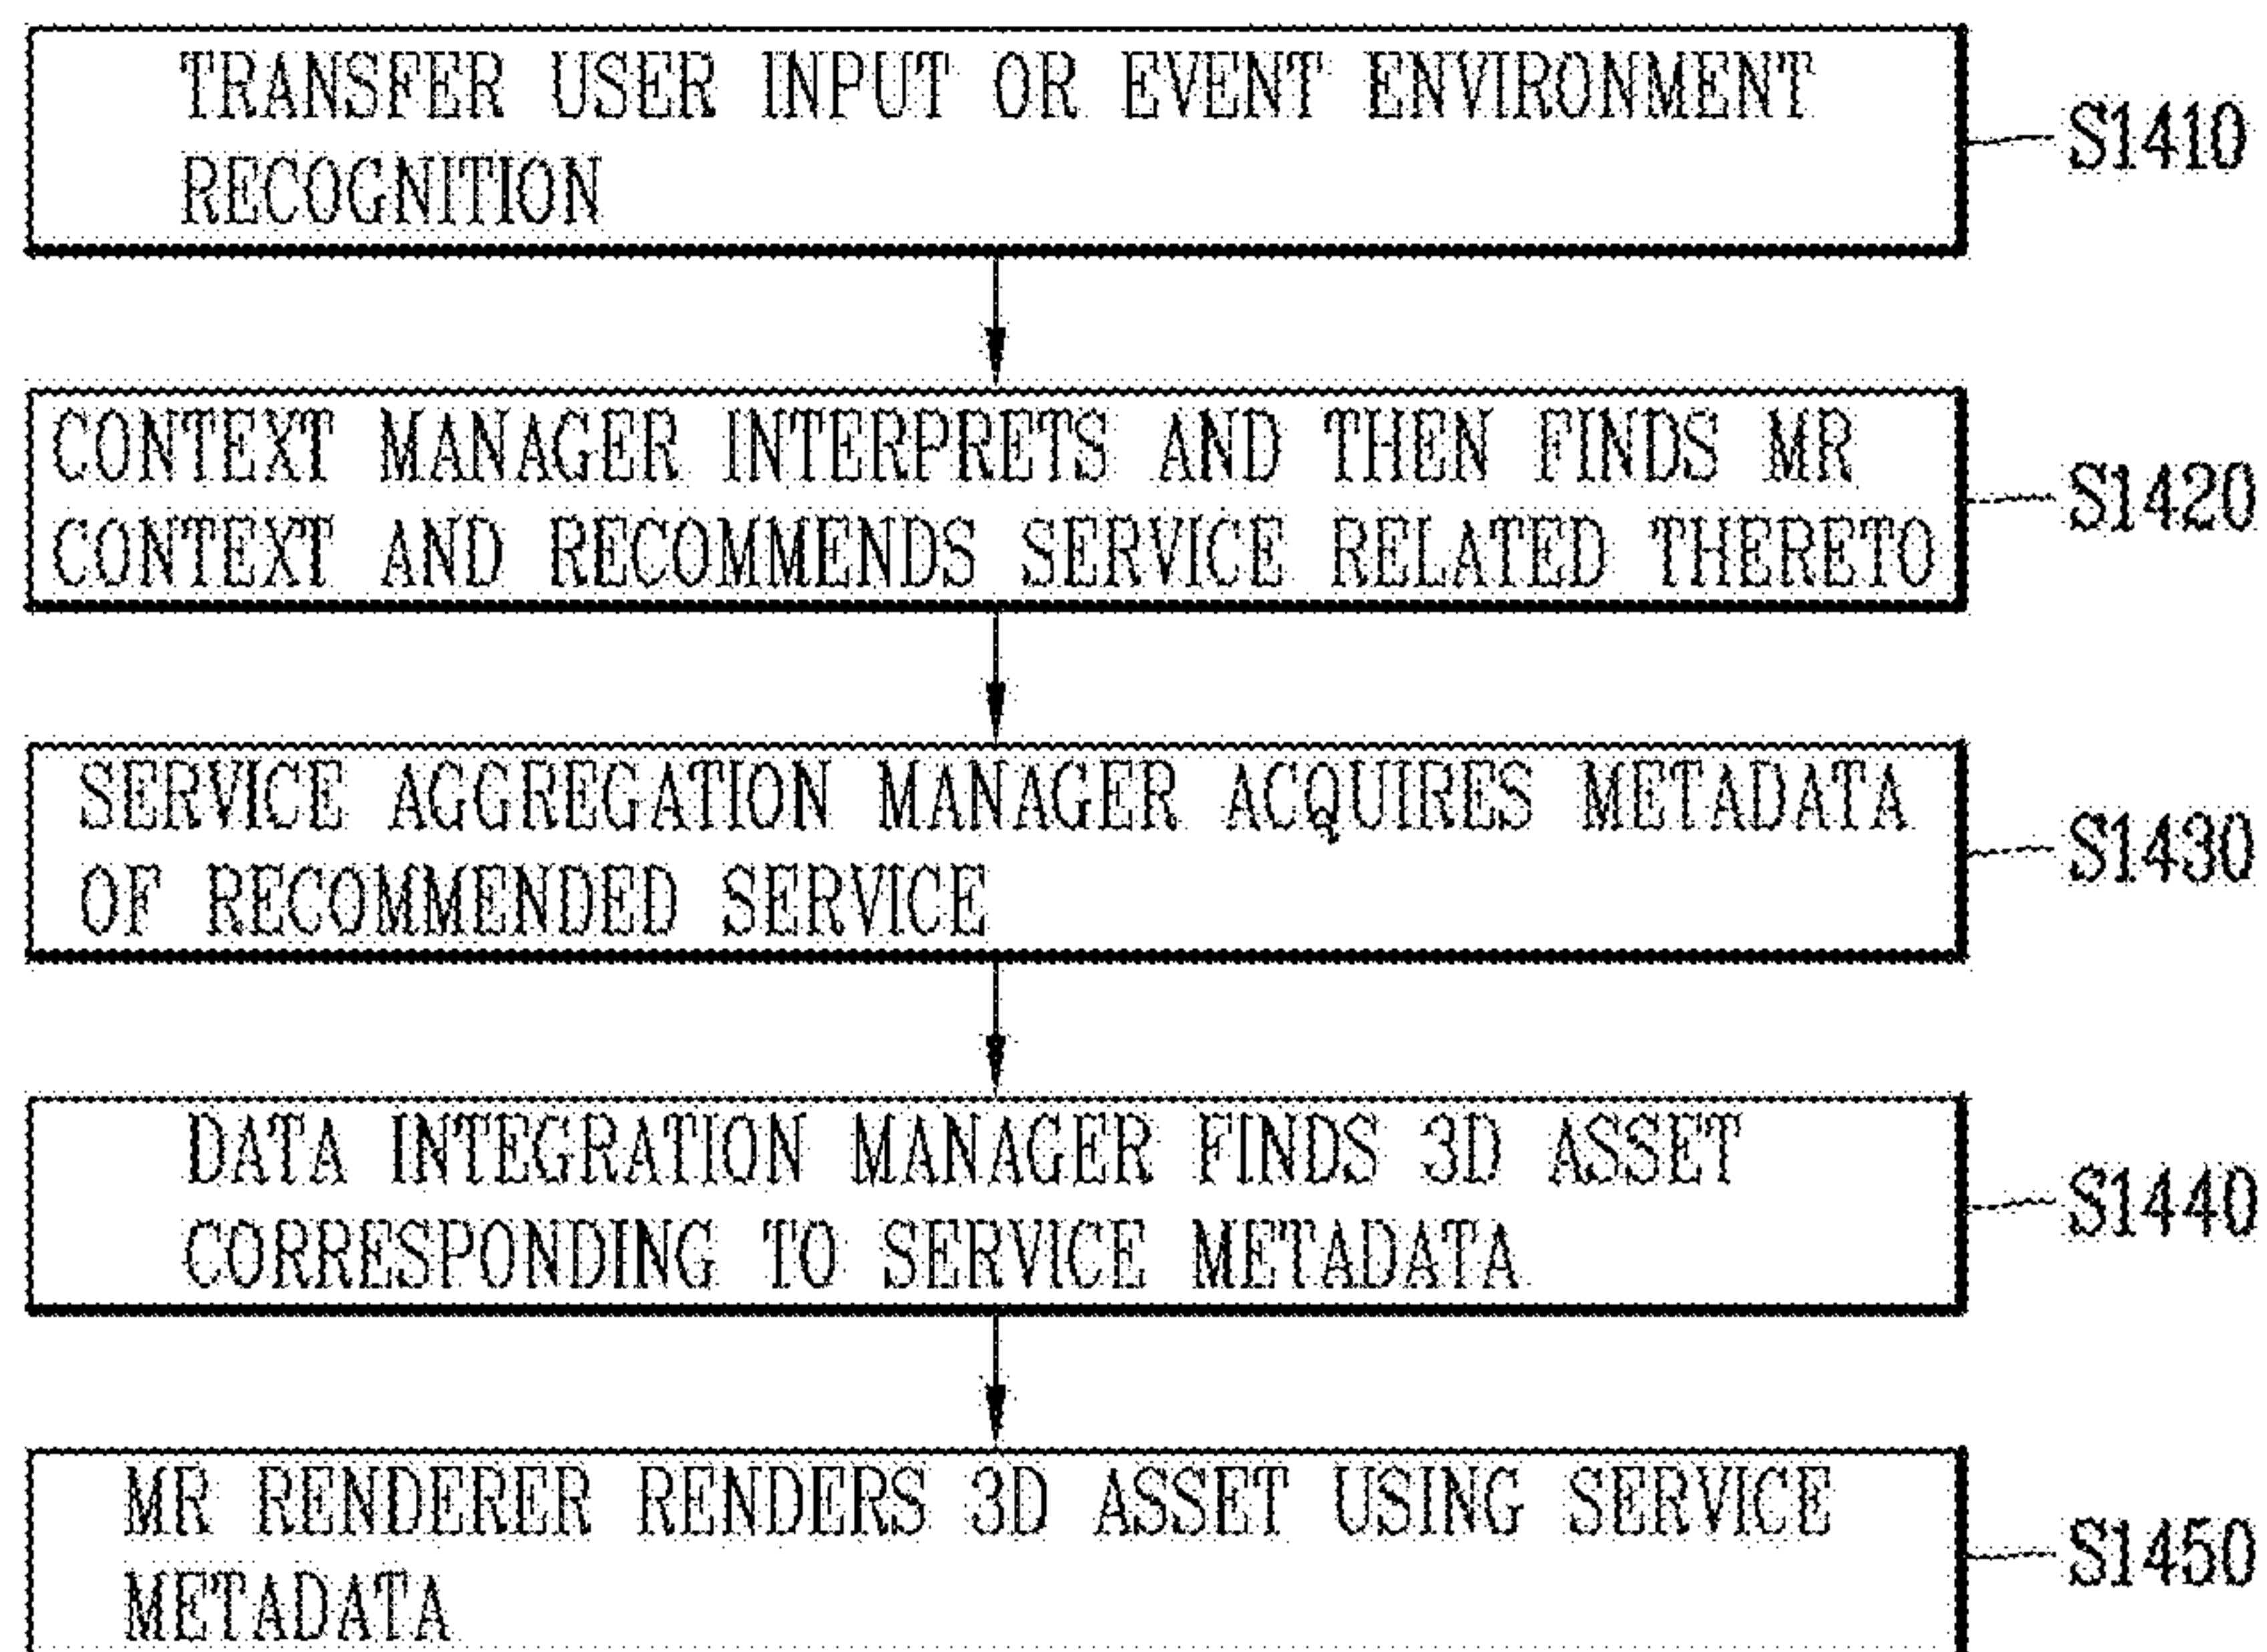 TRANSFER USER INPUT OR EVENT ENVIRONMENT
RECOGNITION
S1410
CONTEXT MANAGER INTERPRETS AND THEN FINDS MR
CONTEXT AND RECOMMENDS SERVICE RELATED THERETO
S1420
SERVICE AGGREGATION MANAGER ACQUIRES METADATA
OF RECOMMENDED SERVICE
S1430
DATA INTEGRATION MANAGER FINDS 3D ASSET
CORRESPONDING TO SERVICE METADATA
S1440
MR RENDERER RENDERS 3D ASSET USING SERVICE
METADATA
S1450